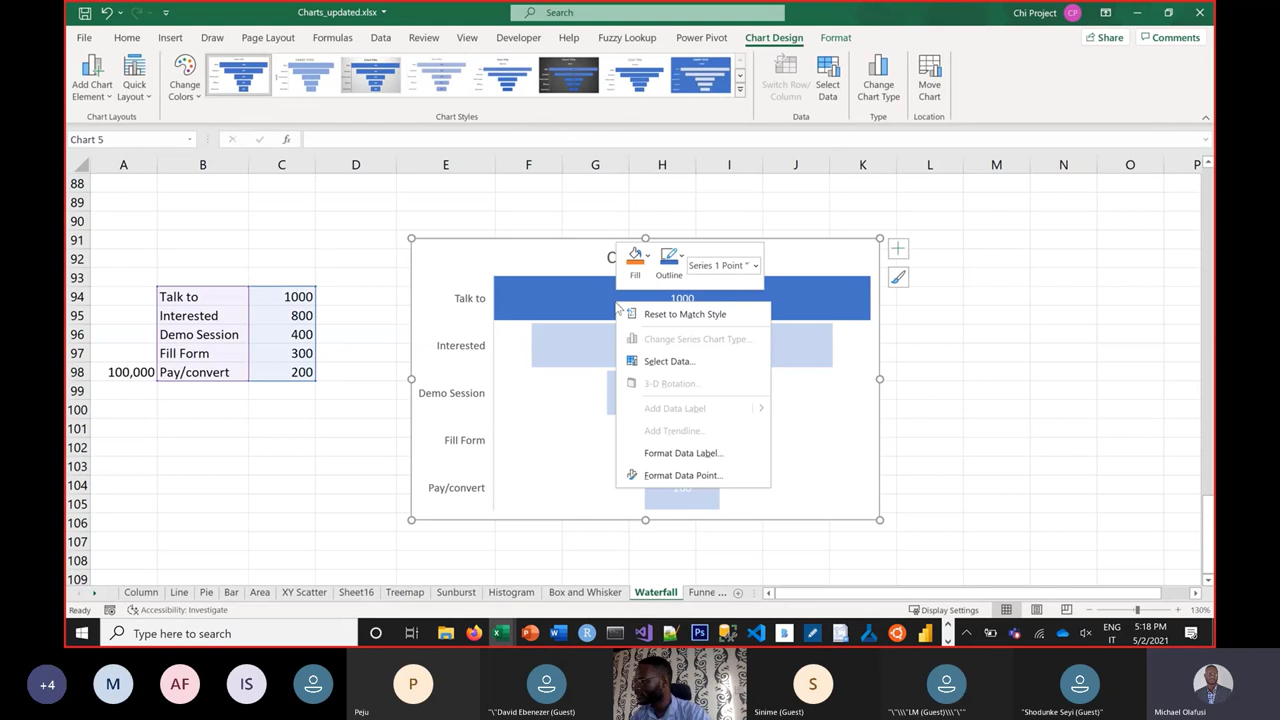 Charts_updated.xlsx
Search
Chi Project
CP
File
Home
Insert
Draw
Page Layout
Formulas
Data
Review
View
Developer
Help
Fuzzy Lookup
Power Pivot
Chart Design
Format
Share
Comments
Add Chart
Element
Quick
Layout
Change
Colors
Switch Row/
Column
Select
Data
Change
Chart Type
Move
Chart
Chart Layouts
Chart Styles
Data
Type
Location
Chart 5
fx
A B C D E F G H I J K L M N O P
88
89
90
91
92
93
94 Talk to 1000
95 Interested 800
96 Demo Session 400
97 Fill Form 300
98 100,000 Pay/convert 200
99
100
101
102
103
104
105
106
107
108
109
C
Talk to
1000
Interested
Demo Session
Fill Form
Pay/convert
200
Fill
Outline
Series 1 Point "
Reset to Match Style
Change Series Chart Type...
Select Data...
3-D Rotation...
Add Data Label
Add Trendline...
Format Data Label...
Format Data Point...
Column
Line
Pie
Bar
Area
XY Scatter
Sheet16
Treemap
Sunburst
Histogram
Box and Whisker
Waterfall
Funne ...
Ready
Accessibility: Investigate
Display Settings
130%
Type here to search
ENG
IT
5:18 PM
5/2/2021
+4
M
AF
IS
P
Peju
"\"David Ebenezer (Guest)
S
Sinime (Guest)
"\"\\\"LM (Guest)\\\"\""
"Shodunke Seyi (Guest)"
Michael Olafusi